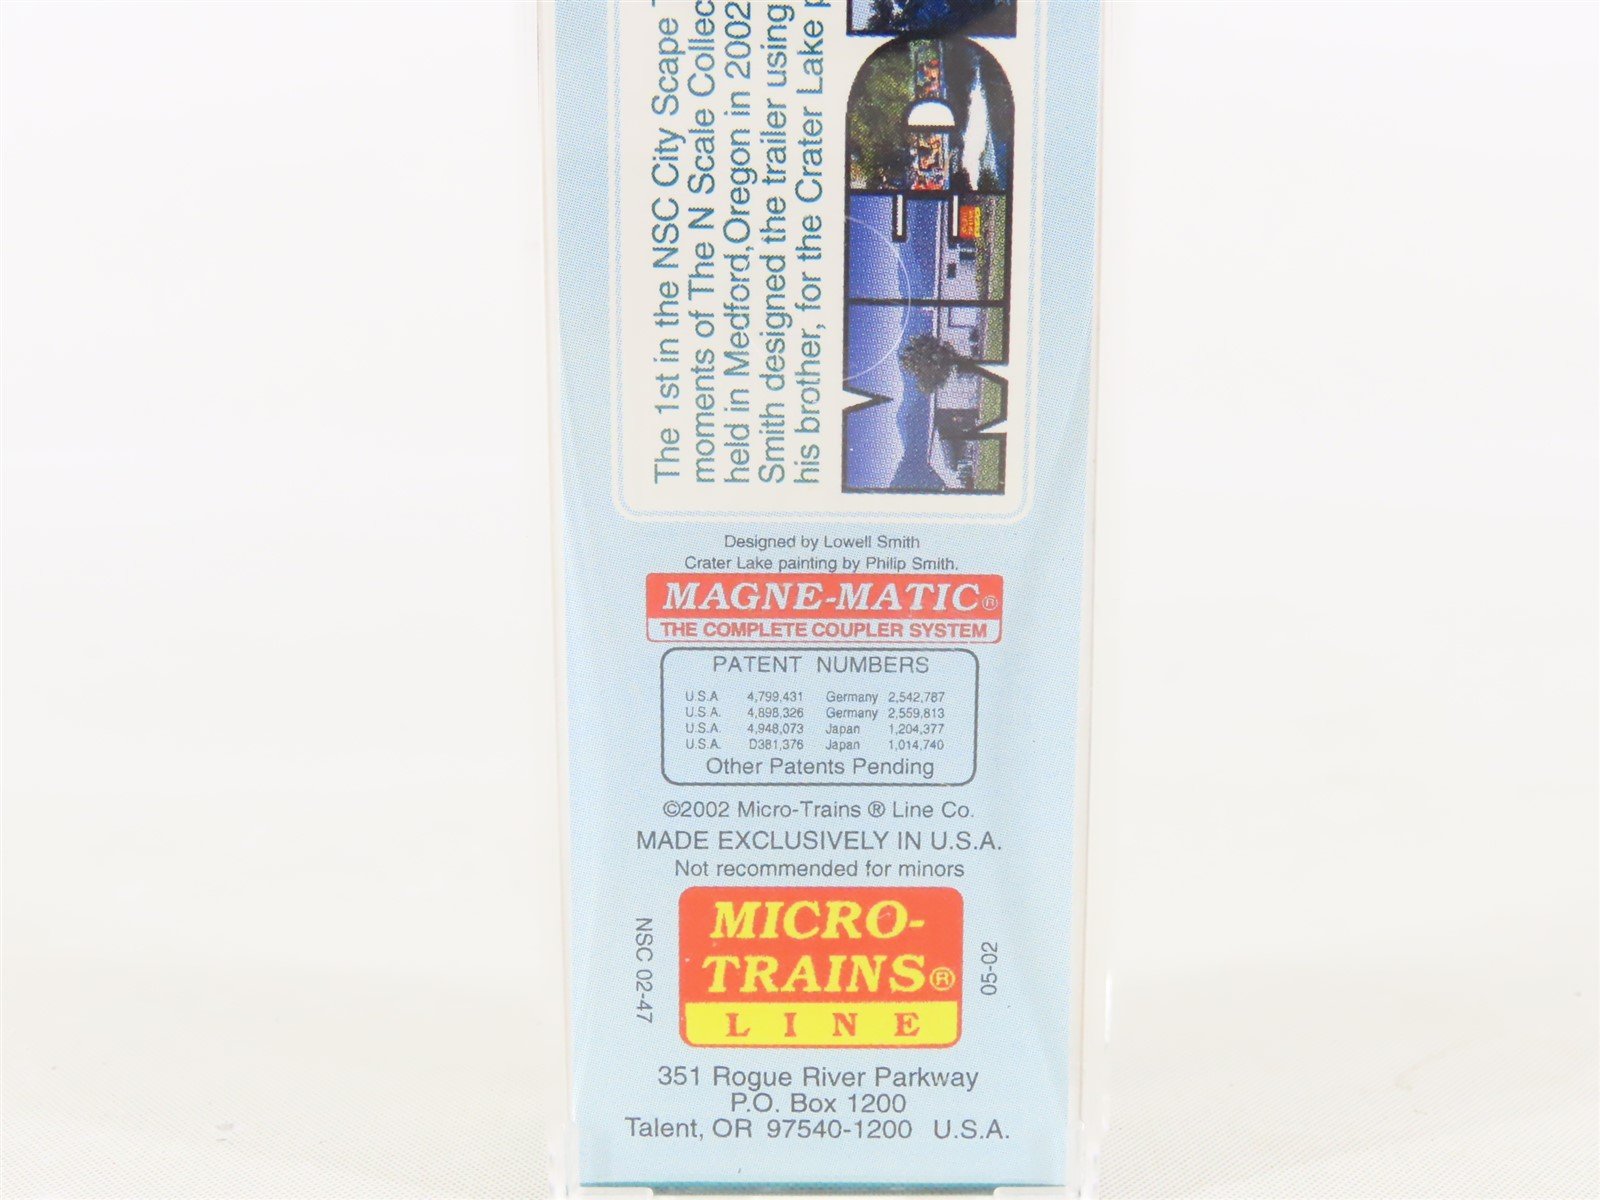 The 1st in the NSC City Scape
moments of The N Scale Collec
held in Medford,Oregon in 2002
Smith designed the trailer using
his brother, for the Crater Lake p
Designed by Lowell Smith
Crater Lake painting by Philip Smith.
MAGNE-MATIC®
THE COMPLETE COUPLER SYSTEM
PATENT NUMBERS
U.S.A 4,799,431 Germany 2,542,787
U.S.A. 4,898,326 Germany 2,559,813
U.S.A. 4,948,073 Japan 1,204,377
U.S.A. D381,376 Japan 1,014,740
Other Patents Pending
©2002 Micro-Trains ® Line Co.
MADE EXCLUSIVELY IN U.S.A.
Not recommended for minors
NSC 02-47
MICRO-
TRAINS®
LINE
05-02
351 Rogue River Parkway
P.O. Box 1200
Talent, OR 97540-1200 U.S.A.